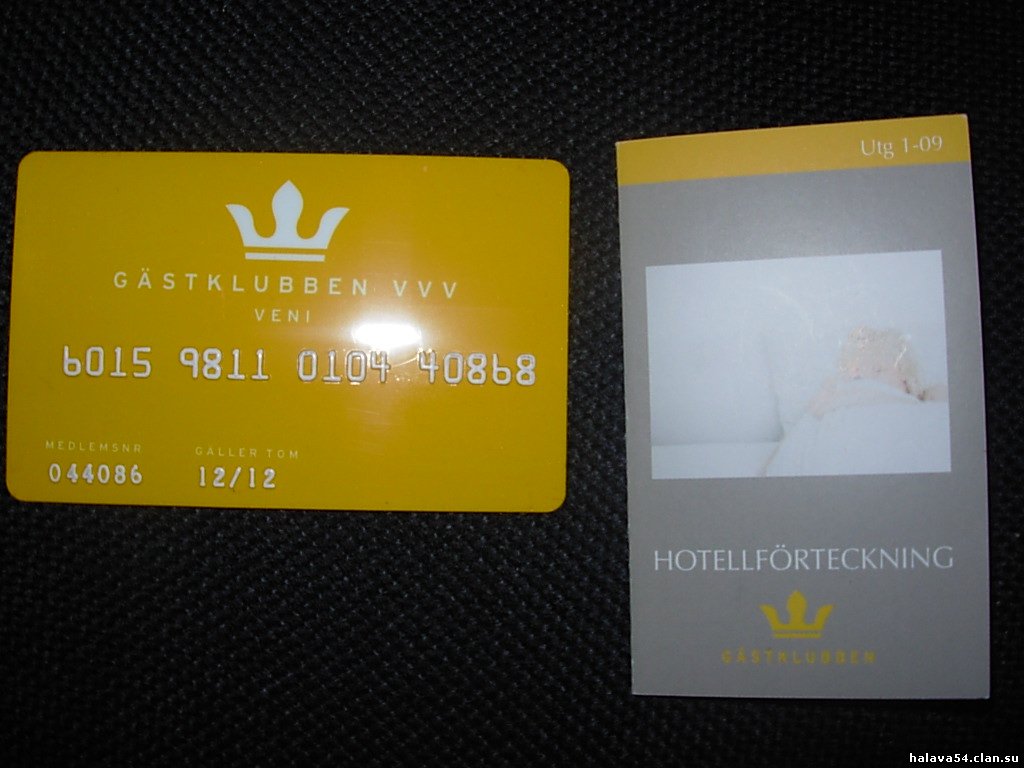 GÄSTKLUBBEN VVV
VENI
6015 9811 0104 40868
MEDLEMSNR GÄLLER TOM
044086 12/12
Utg 1-09
HOTELLFÖRTECKNING
GÄSTKLUBBEN
halava54.clan.su